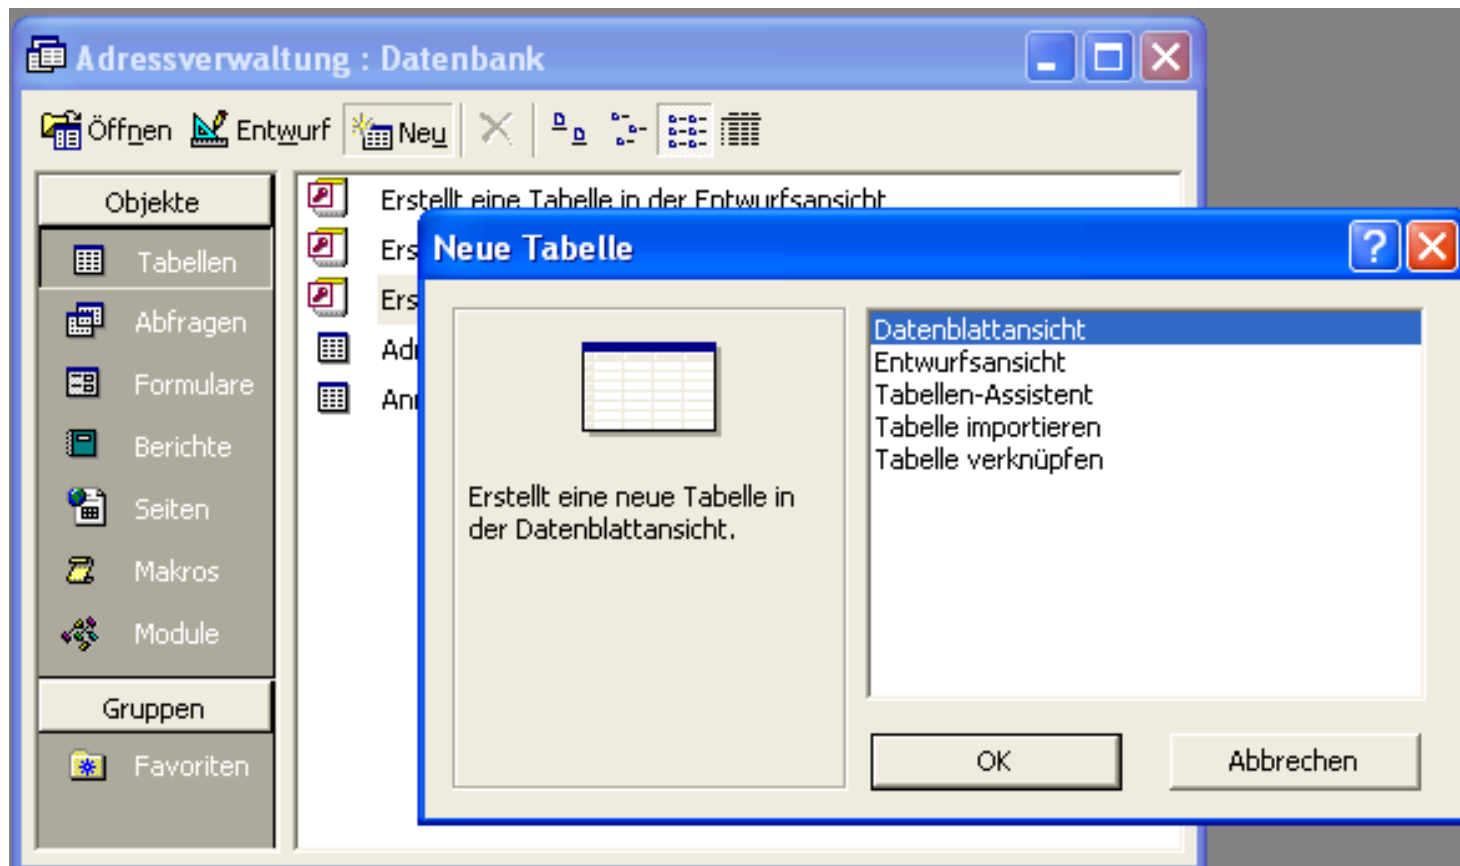 Adressverwaltung : Datenbank
Öffnen Entwurf Neu
Objekte
Tabellen
Abfragen
Formulare
Berichte
Seiten
Makros
Module
Gruppen
Favoriten
Erstellt eine Tabelle in der Entwurfsansicht
Neue Tabelle
Erstellt eine neue Tabelle in
der Datenblattansicht.
Datenblattansicht
Entwurfsansicht
Tabellen-Assistent
Tabelle importieren
Tabelle verknüpfen
OK Abbrechen